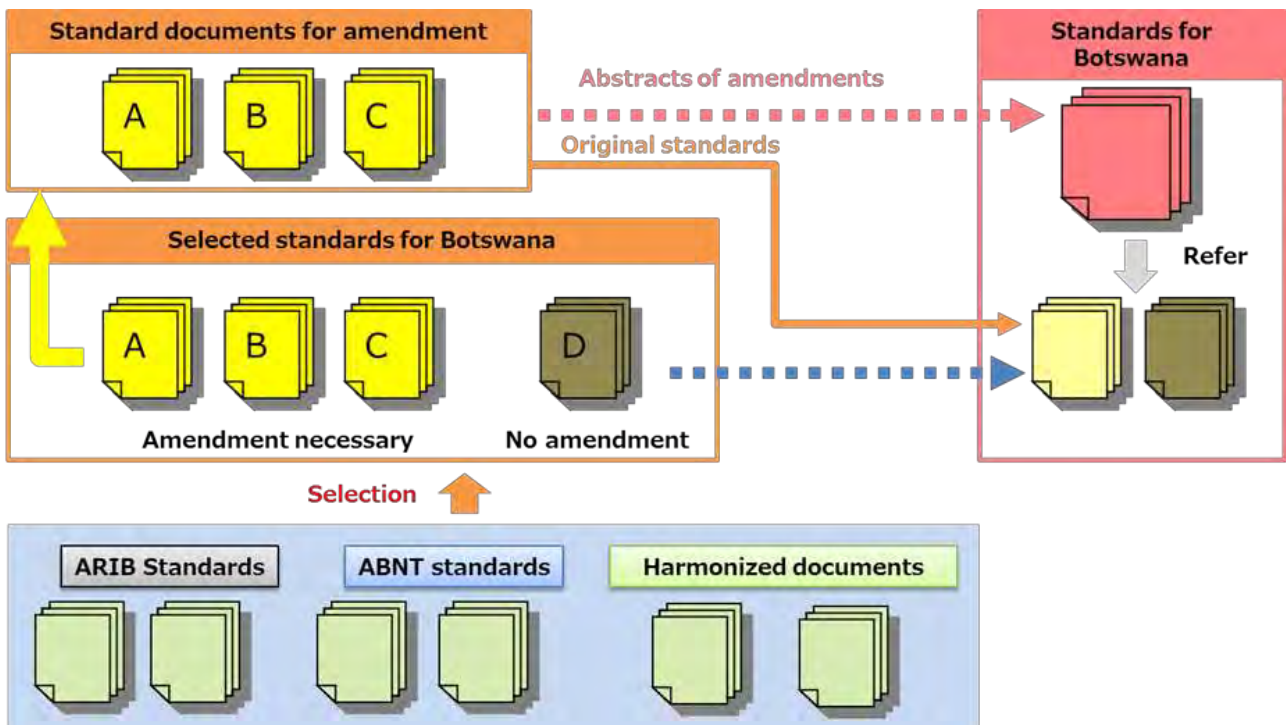 Standard documents for amendment
A
B
C
Abstracts of amendments
Original standards
Standards for
Botswana
Refer
Selected standards for Botswana
A
B
C
D
Amendment necessary
No amendment
Selection
ARIB Standards
ABNT standards
Harmonized documents